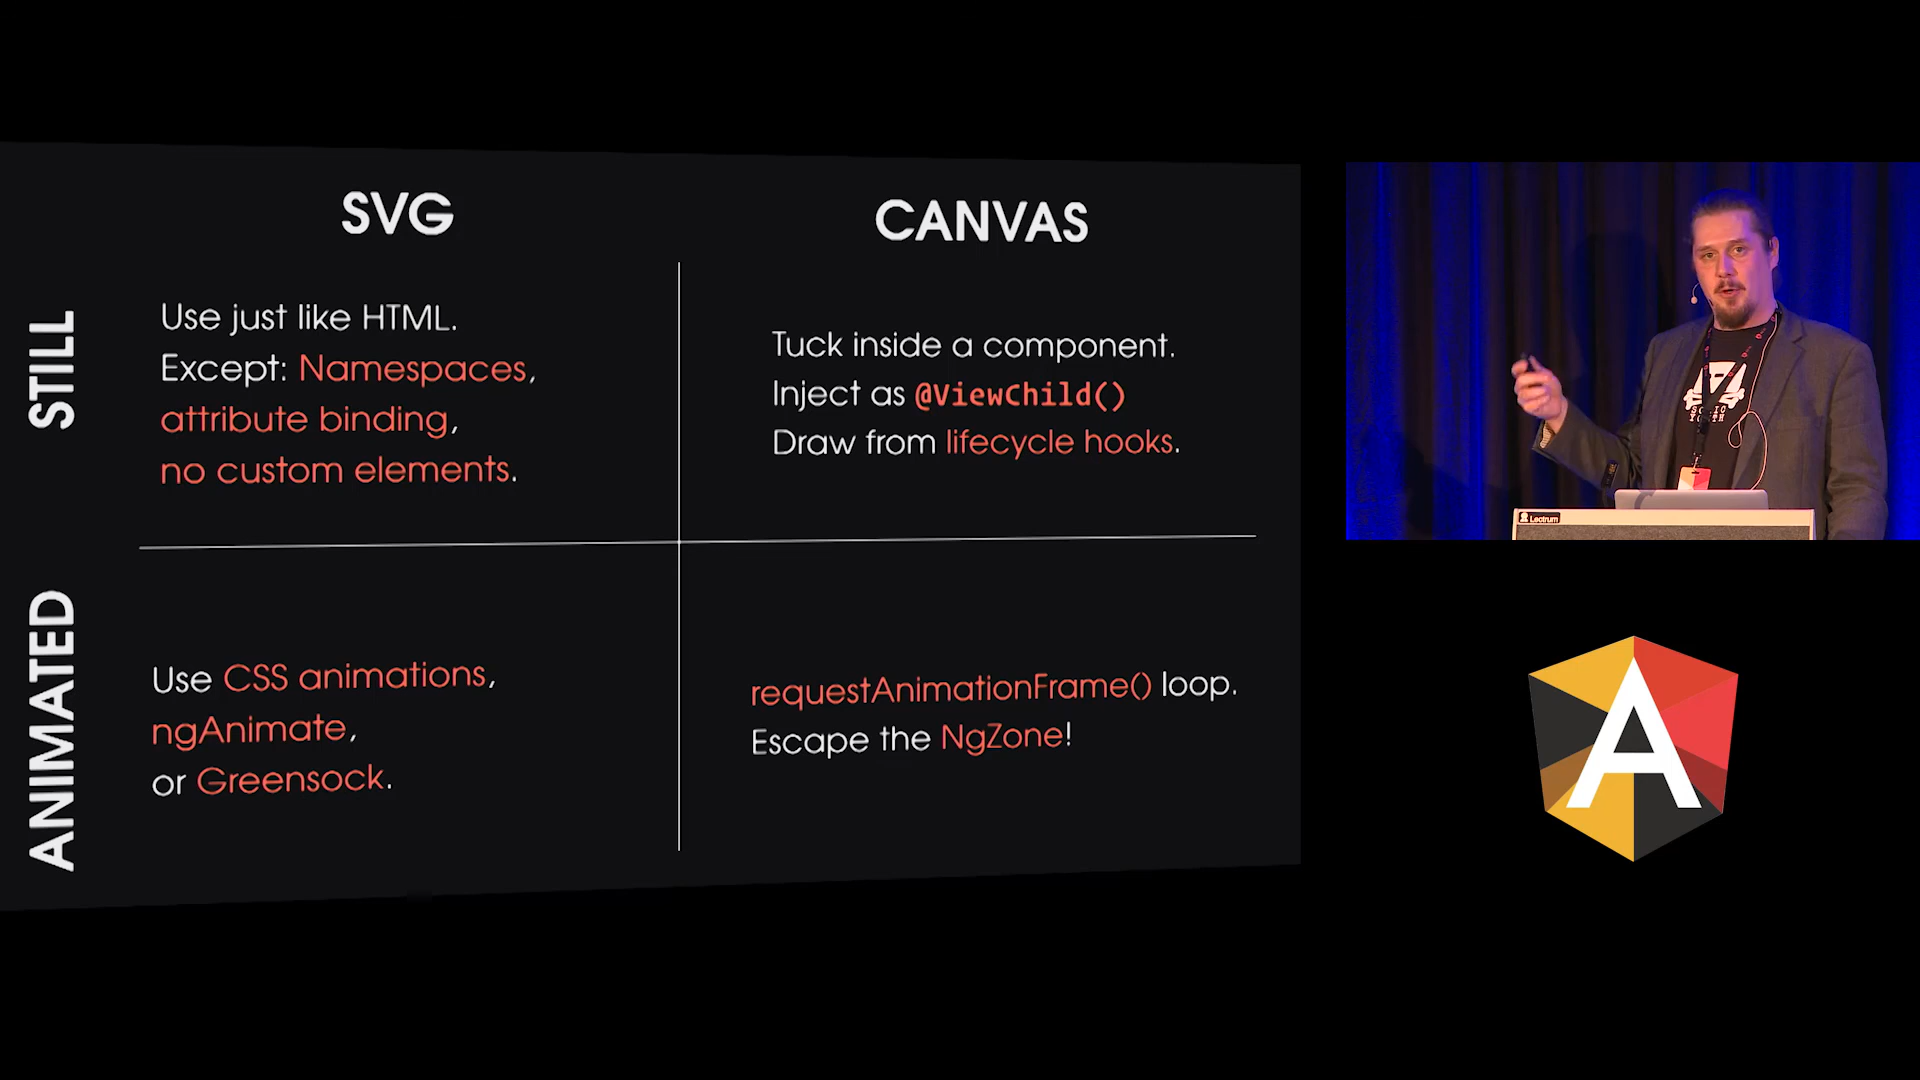 SVG
CANVAS
STILL
Use just like HTML.
Except: Namespaces,
attribute binding,
no custom elements.
Tuck inside a component.
Inject as @ViewChild()
Draw from lifecycle hooks.
ANIMATED
Use CSS animations,
ngAnimate,
or Greensock.
requestAnimationFrame() loop.
Escape the NgZone!
Lectrum
A